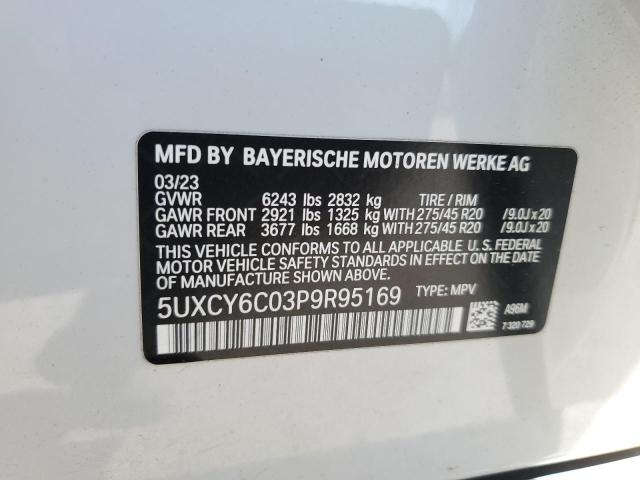 MFD BY BAYERISCHE MOTOREN WERKE AG
03/23
GVWR 6243 lbs 2832 kg TIRE / RIM
GAWR FRONT 2921 lbs 1325 kg WITH 275/45 R20 /9.0J x 20
GAWR REAR 3677 lbs 1668 kg WITH 275/45 R20 /9.0J x 20
THIS VEHICLE CONFORMS TO ALL APPLICABLE U. S. FEDERAL
MOTOR VEHICLE SAFETY STANDARDS IN EFFECT ON THE DATE
OF MANUFACTURE SHOWN ABOVE.
5UXCY6C03P9R95169 TYPE: MPV
A96M
7 320 729